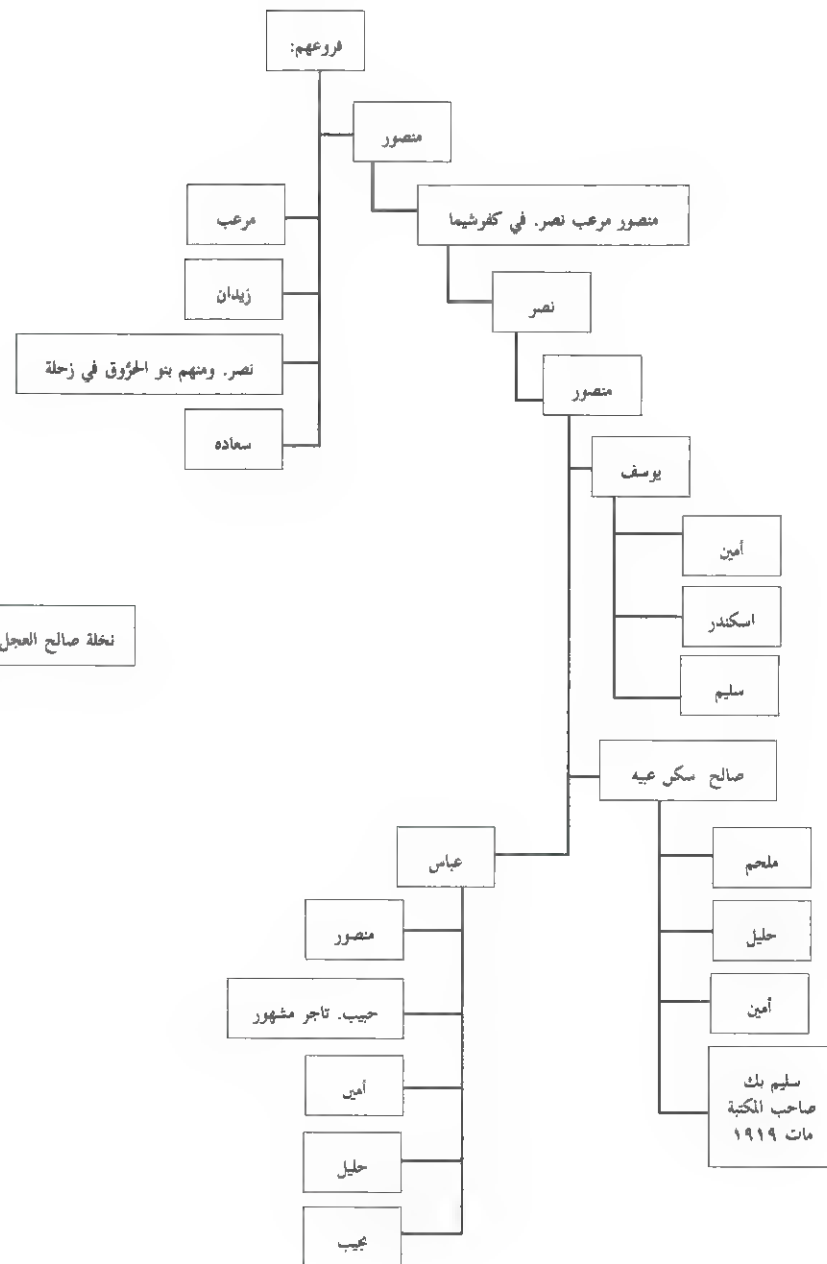 فروعهم:
منصور
منصور مرعب نصر. في كفرشيما
مرعب
زيدان
نصر
نصر. ومنهم بنو الحرّوق في زحلة
منصور
سعاده
يوسف
أمين
اسكندر
نخلة صالح العجل
سليم
صالح سكن عبيه
عباس
ملحم
منصور
خليل
حبيب. تاجر مشهور
أمين
سليم بك
صاحب المكتبة
مات ١٩١٩
أمين
خليل
نجيب